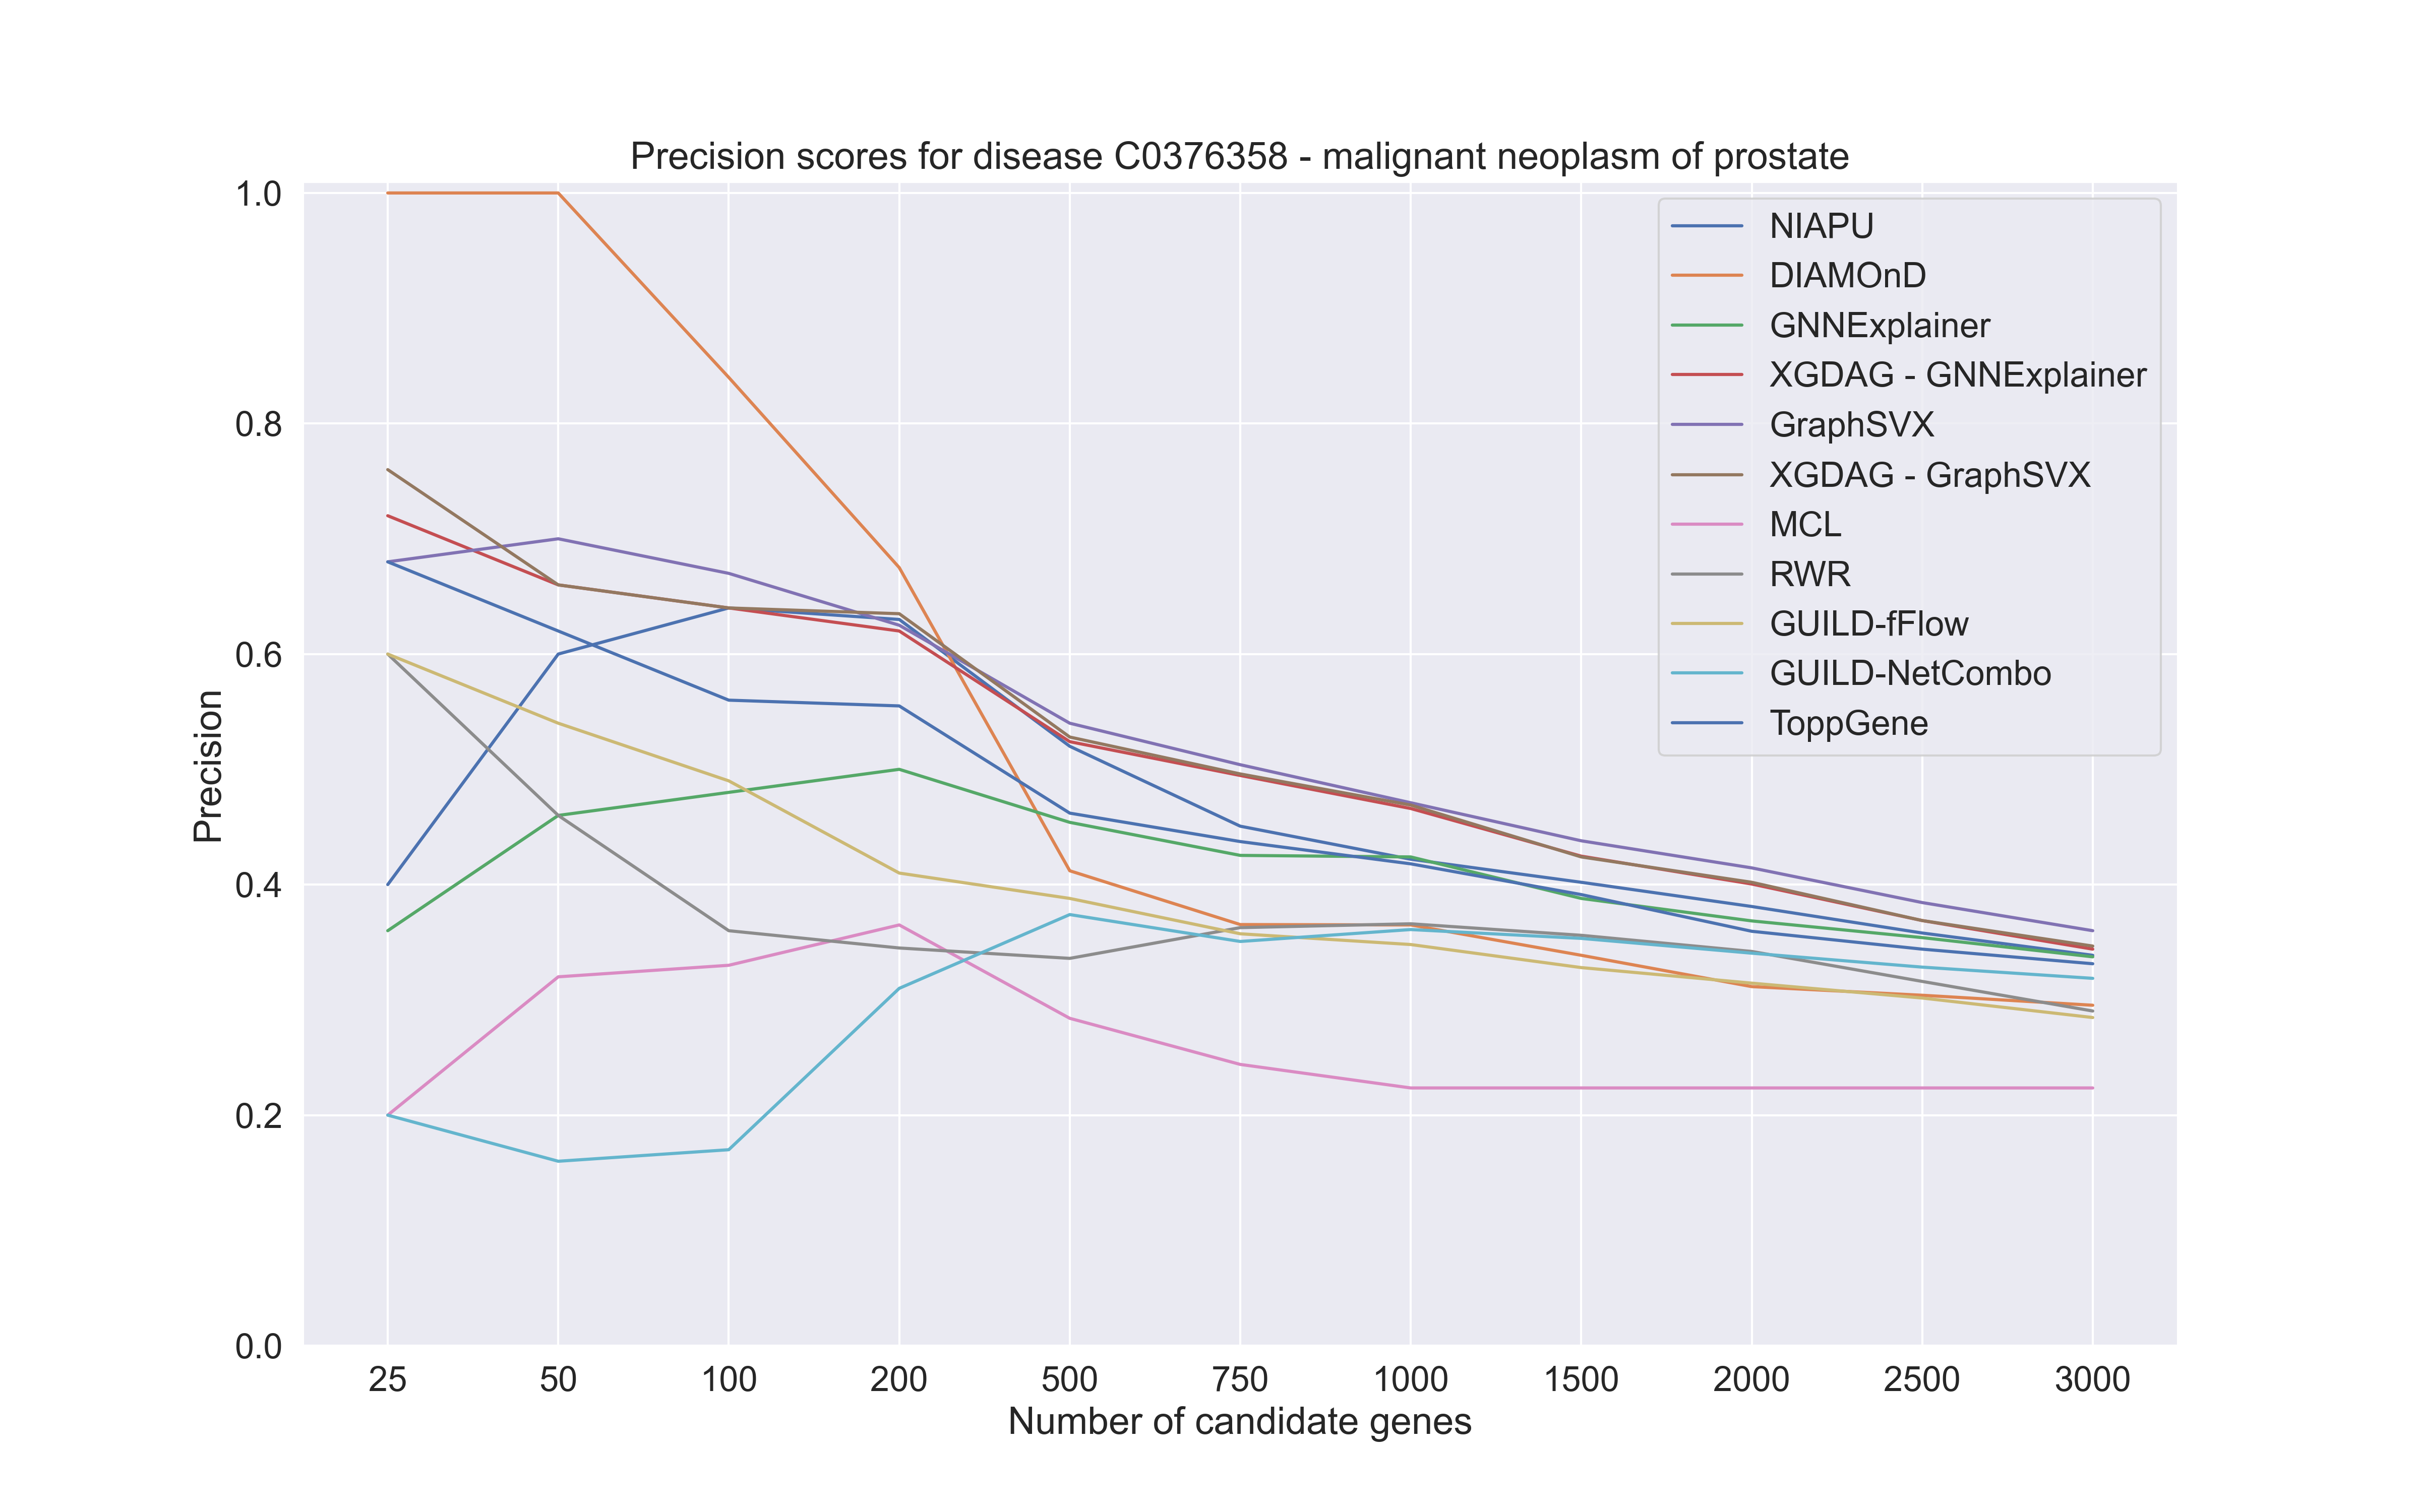 Precision scores for disease C0376358 - malignant neoplasm of prostate
1.0
0.8
0.6
0.4
0.2
0.0
Precision
NIAPU
DIAMOnD
GNNExplainer
XGDAG - GNNExplainer
GraphSVX
XGDAG - GraphSVX
MCL
RWR
GUILD-fFlow
GUILD-NetCombo
ToppGene
25 50 100 200 500 750 1000 1500 2000 2500 3000
Number of candidate genes